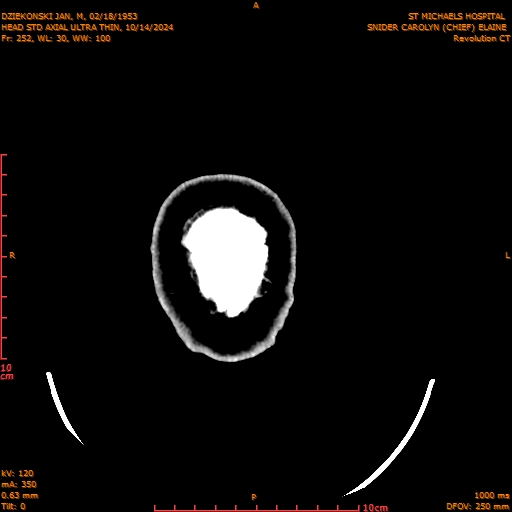 A
DZIEKONSKI JAN, M, 02/18/1953
HEAD STD AXIAL ULTRA THIN, 10/14/2024
Fr: 252, WL: 30, WW: 100
ST MICHAELS HOSPITAL
SNIDER CAROLYN (CHIEF) ELAINE
Revolution CT
R
L
10
cm
kV: 120
mA: 350
0.63 mm
Tilt: 0
P
10cm
1000 ms
DFOV: 250 mm